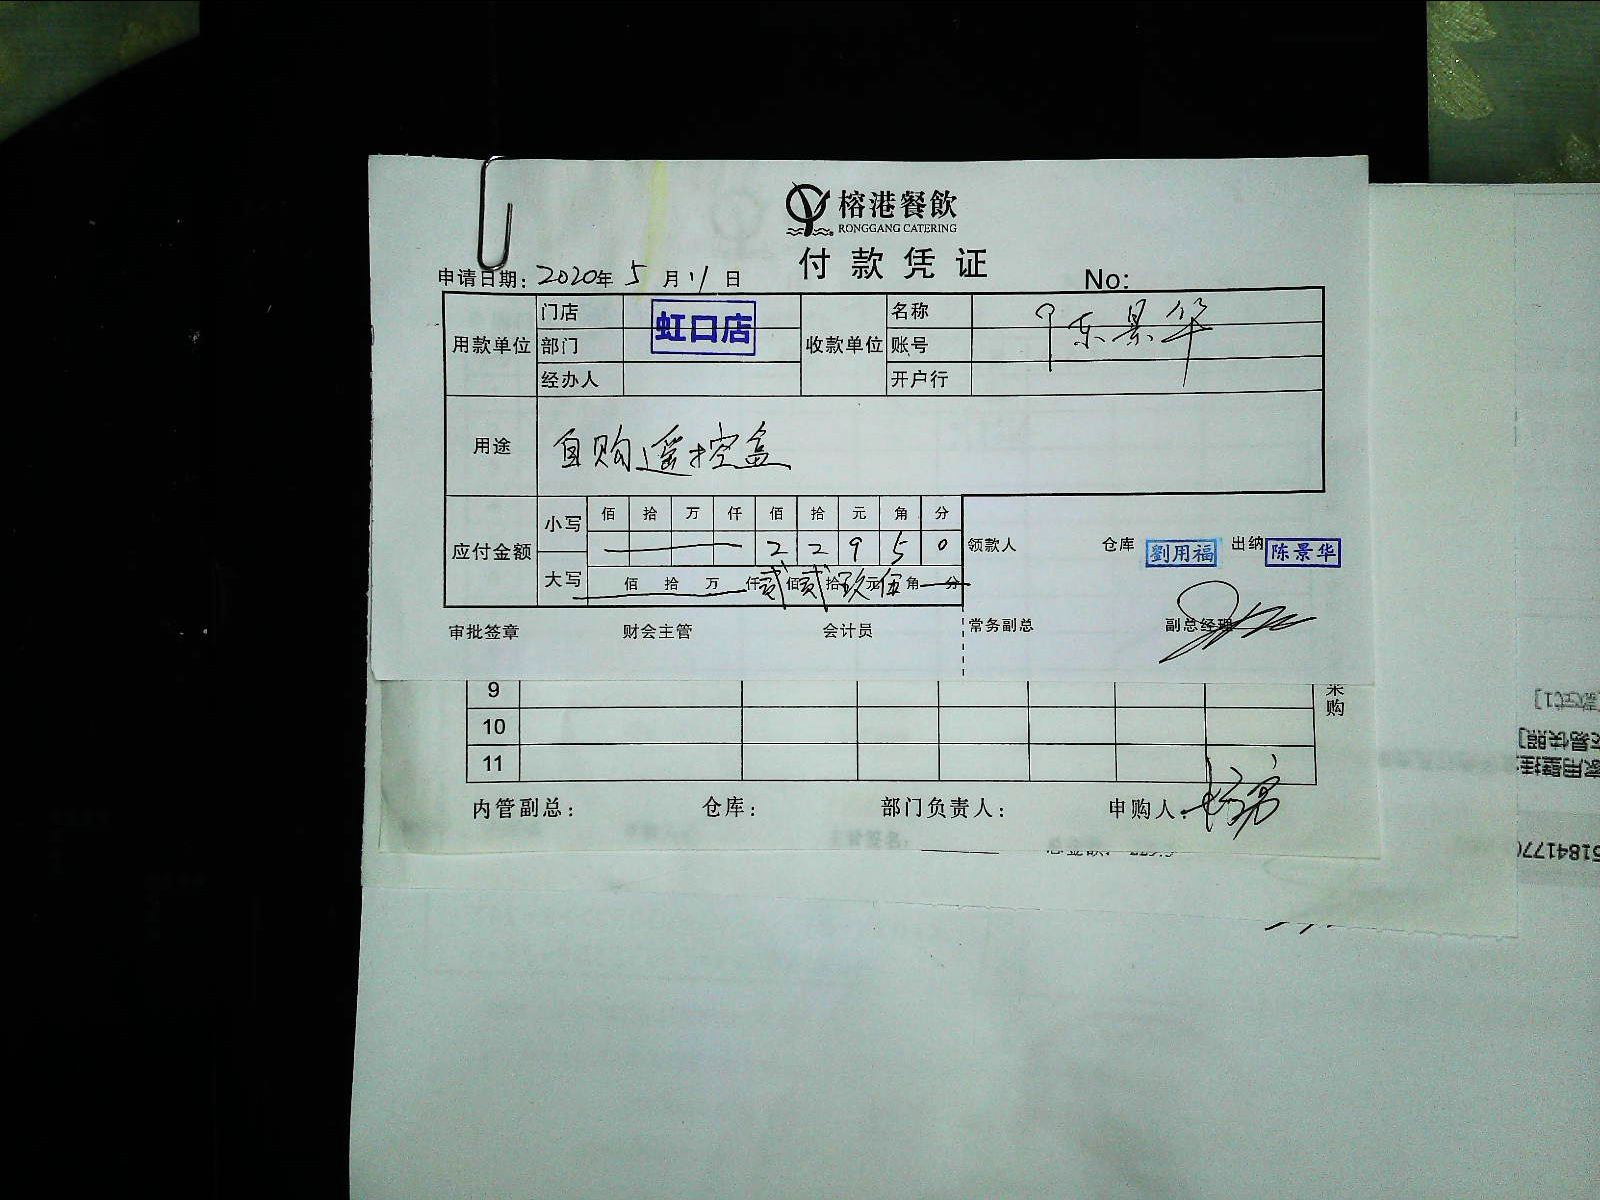 榕港餐飲
RONGGANG CATERING
付款凭证
申请日期：2020年 5 月 11 日 No:
用款单位 门店 虹口店 收款单位 名称 陈景华
部门 账号
经办人 开户行
用途 自购遥控盒
应付金额 小写 佰 拾 万 仟 佰 拾 元 角 分
2 2 9 5 0
大写 佰 拾 万 仟 贰 佰 贰 拾 玖 元 伍 角 分
领款人 仓库 劉用福 出纳 陈景华
审批签章 财会主管 会计员 常务副总 副总经理
9
10
11
采购
内管副总： 仓库： 部门负责人： 申购人：
5184177